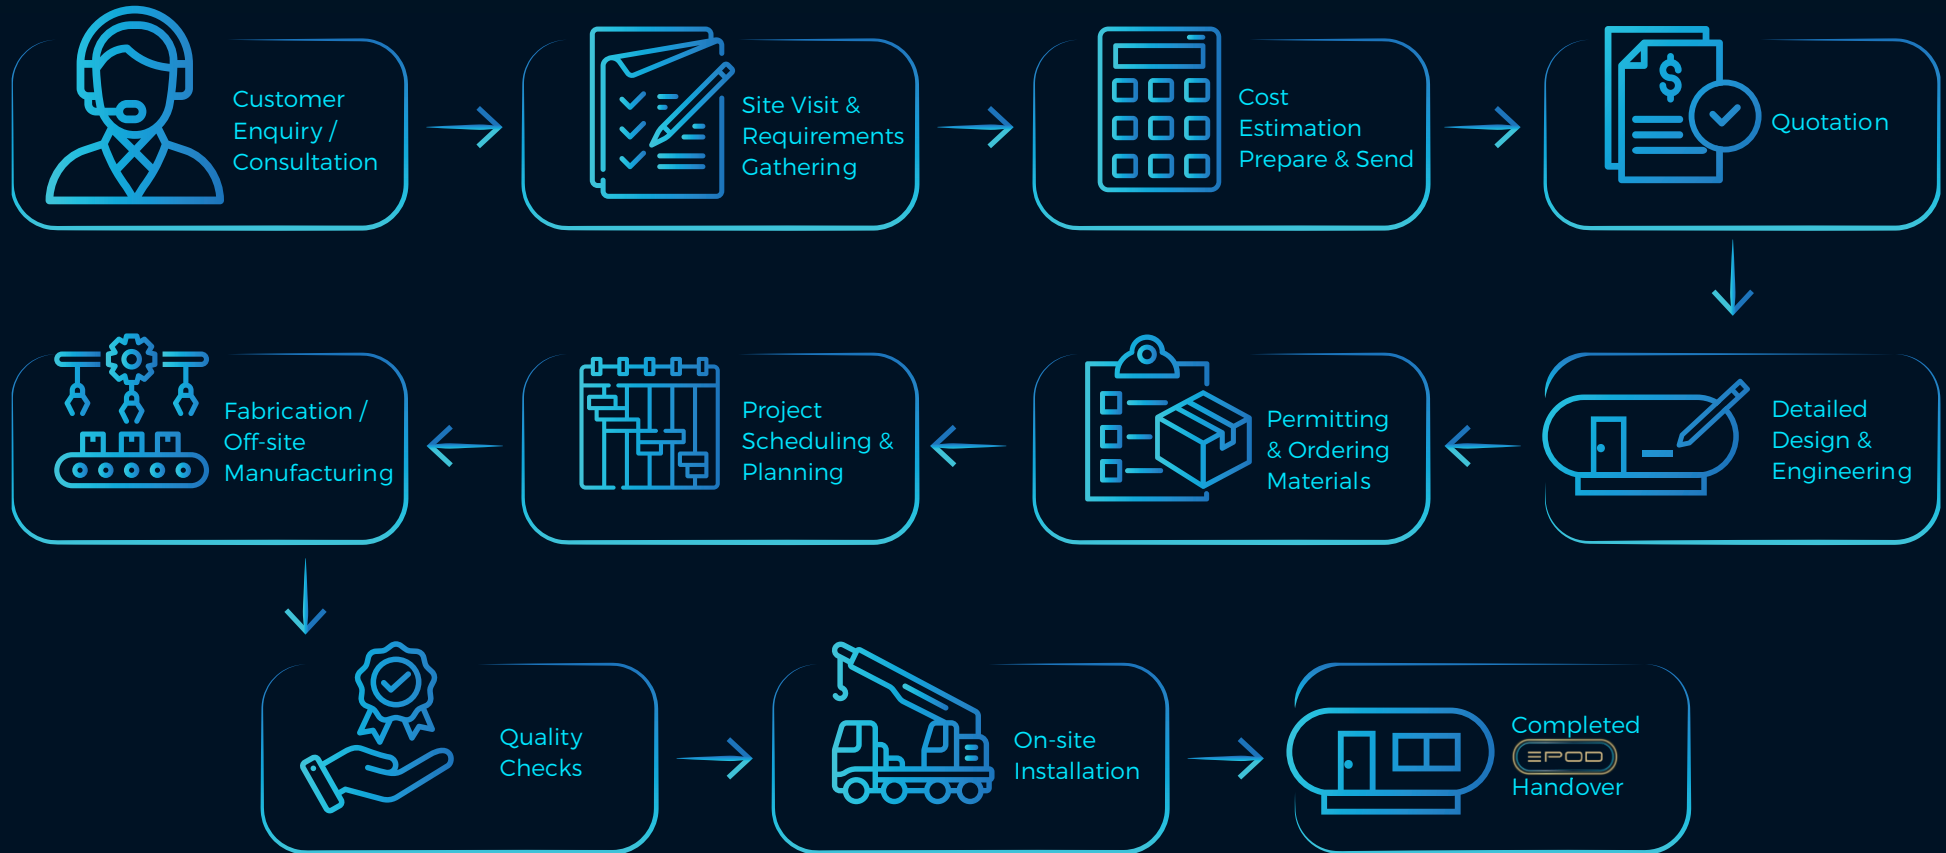 Customer
Enquiry /
Consultation
Site Visit &
Requirements
Gathering
Cost
Estimation
Prepare & Send
$
Quotation
Detailed
Design &
Engineering
Permitting
& Ordering
Materials
Project
Scheduling &
Planning
Fabrication /
Off-site
Manufacturing
Quality
Checks
On-site
Installation
Completed
EPOD
Handover